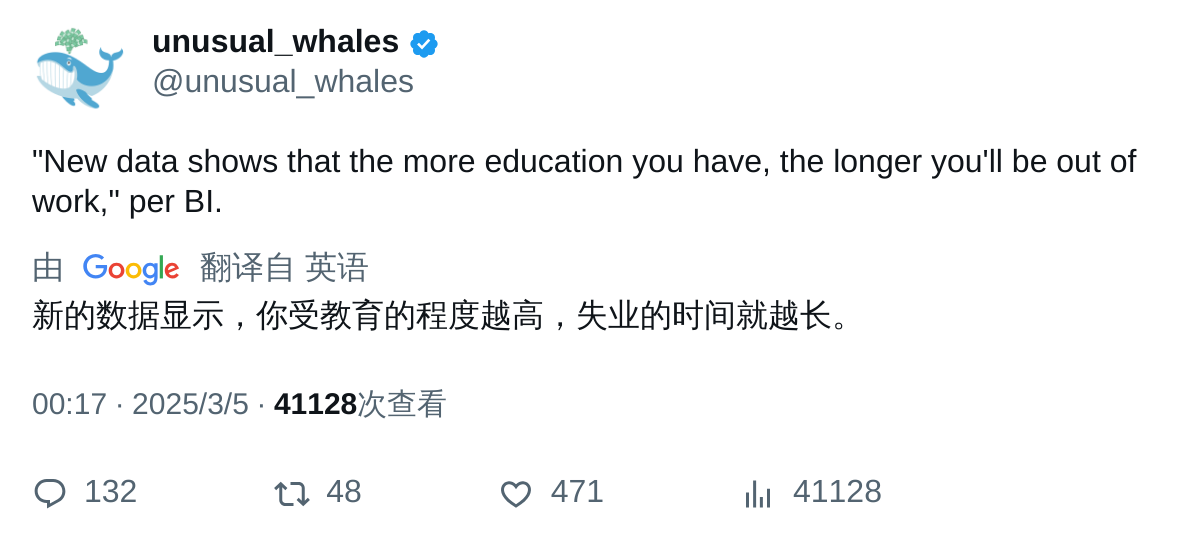 unusual_whales
@unusual_whales
"New data shows that the more education you have, the longer you'll be out of
work," per BI.
由 Google 翻译自 英语
新的数据显示，你受教育的程度越高，失业的时间就越长。
00:17 · 2025/3/5 · 41128次查看
132 48 471 41128